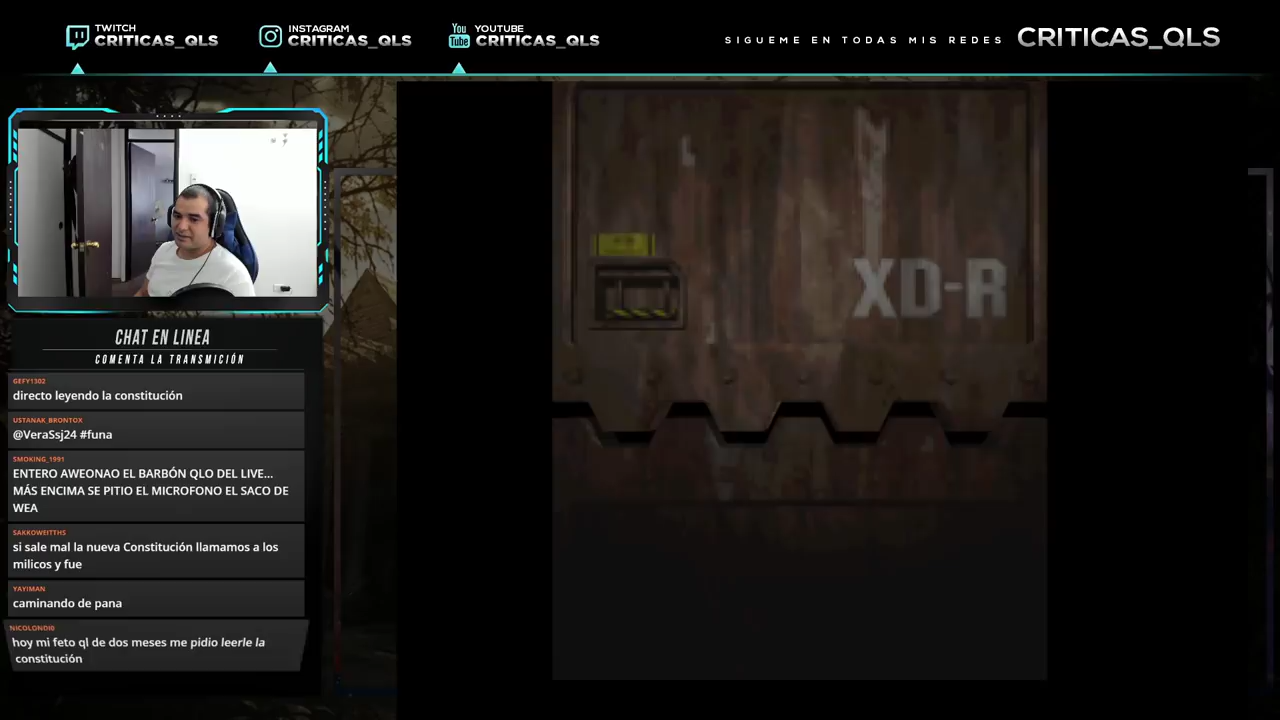 TWITCH
CRITICAS_QLS
INSTAGRAM
CRITICAS_QLS
You
Tube
YOUTUBE
CRITICAS_QLS
SIGUEME EN TODAS MIS REDES
CRITICAS_QLS
XD-R
CHAT EN LINEA
COMENTA LA TRANSMICIÓN
GEFY1302
directo leyendo la constitución
USTANAK_BRONTOX
@VeraSsj24 #funa
SMOKING_1991
ENTERO AWEONAO EL BARBÓN QLO DEL LIVE...
MÁS ENCIMA SE PITIO EL MICROFONO EL SACO DE
WEA
SAKKOWEITTHS
si sale mal la nueva Constitución llamamos a los
milicos y fue
YAYIMAN
caminando de pana
NICOLONDI0
hoy mi feto ql de dos meses me pidio leerle la
constitución